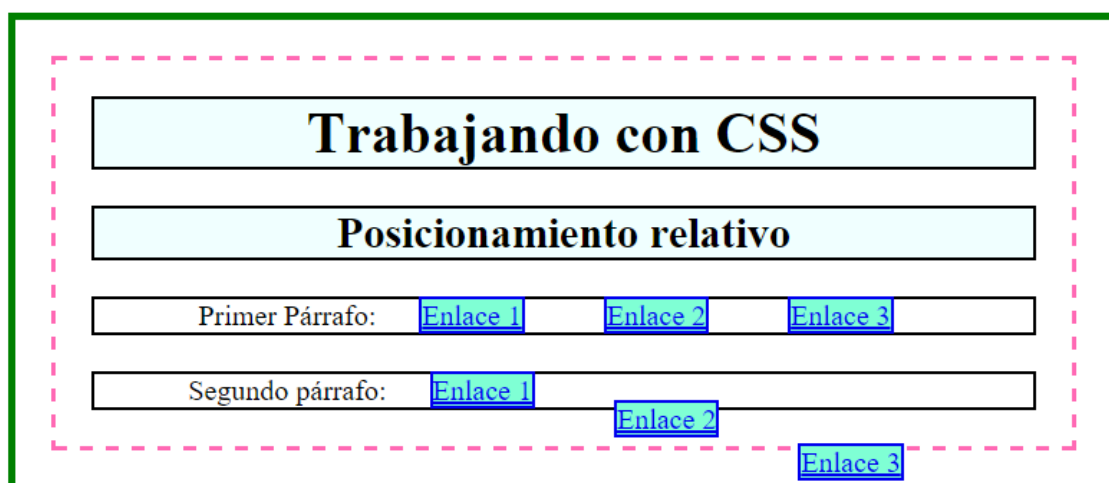 Trabajando con CSS
Posicionamiento relativo
Primer Párrafo: Enlace 1 Enlace 2 Enlace 3
Segundo párrafo: Enlace 1
Enlace 2
Enlace 3